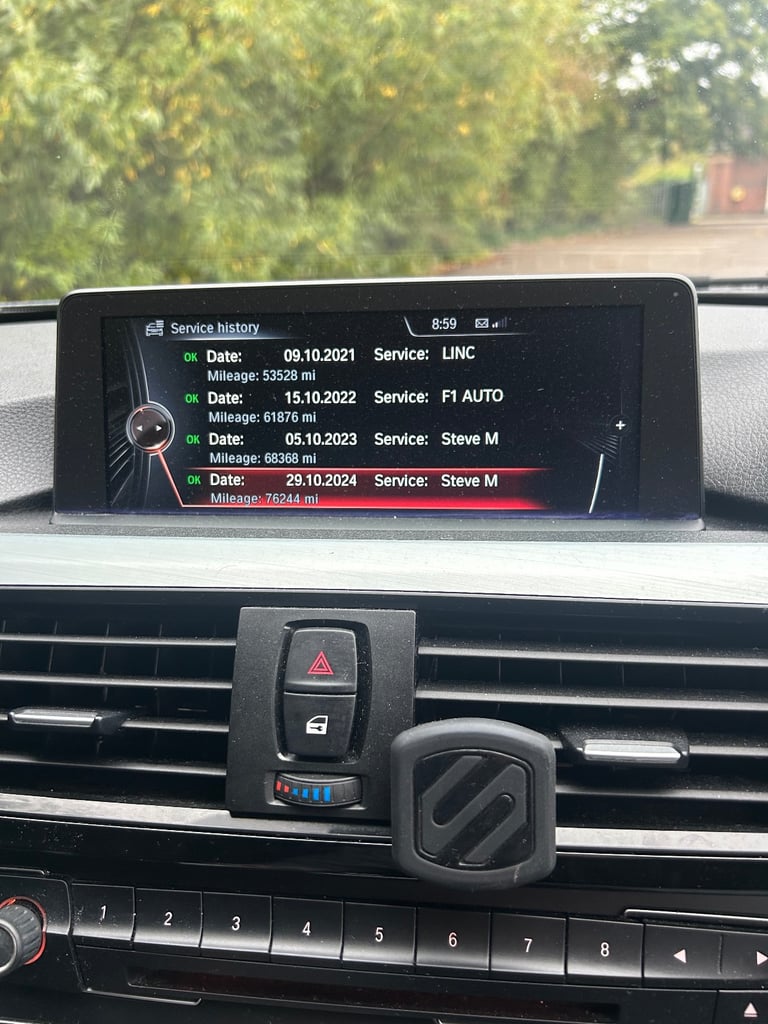 Service history 8:59
OK Date: 09.10.2021 Service: LINC
Mileage: 53528 mi
OK Date: 15.10.2022 Service: F1 AUTO
Mileage: 61876 mi
OK Date: 05.10.2023 Service: Steve M
Mileage: 68368 mi
OK Date: 29.10.2024 Service: Steve M
Mileage: 76244 mi
1 2 3 4 5 6 7 8